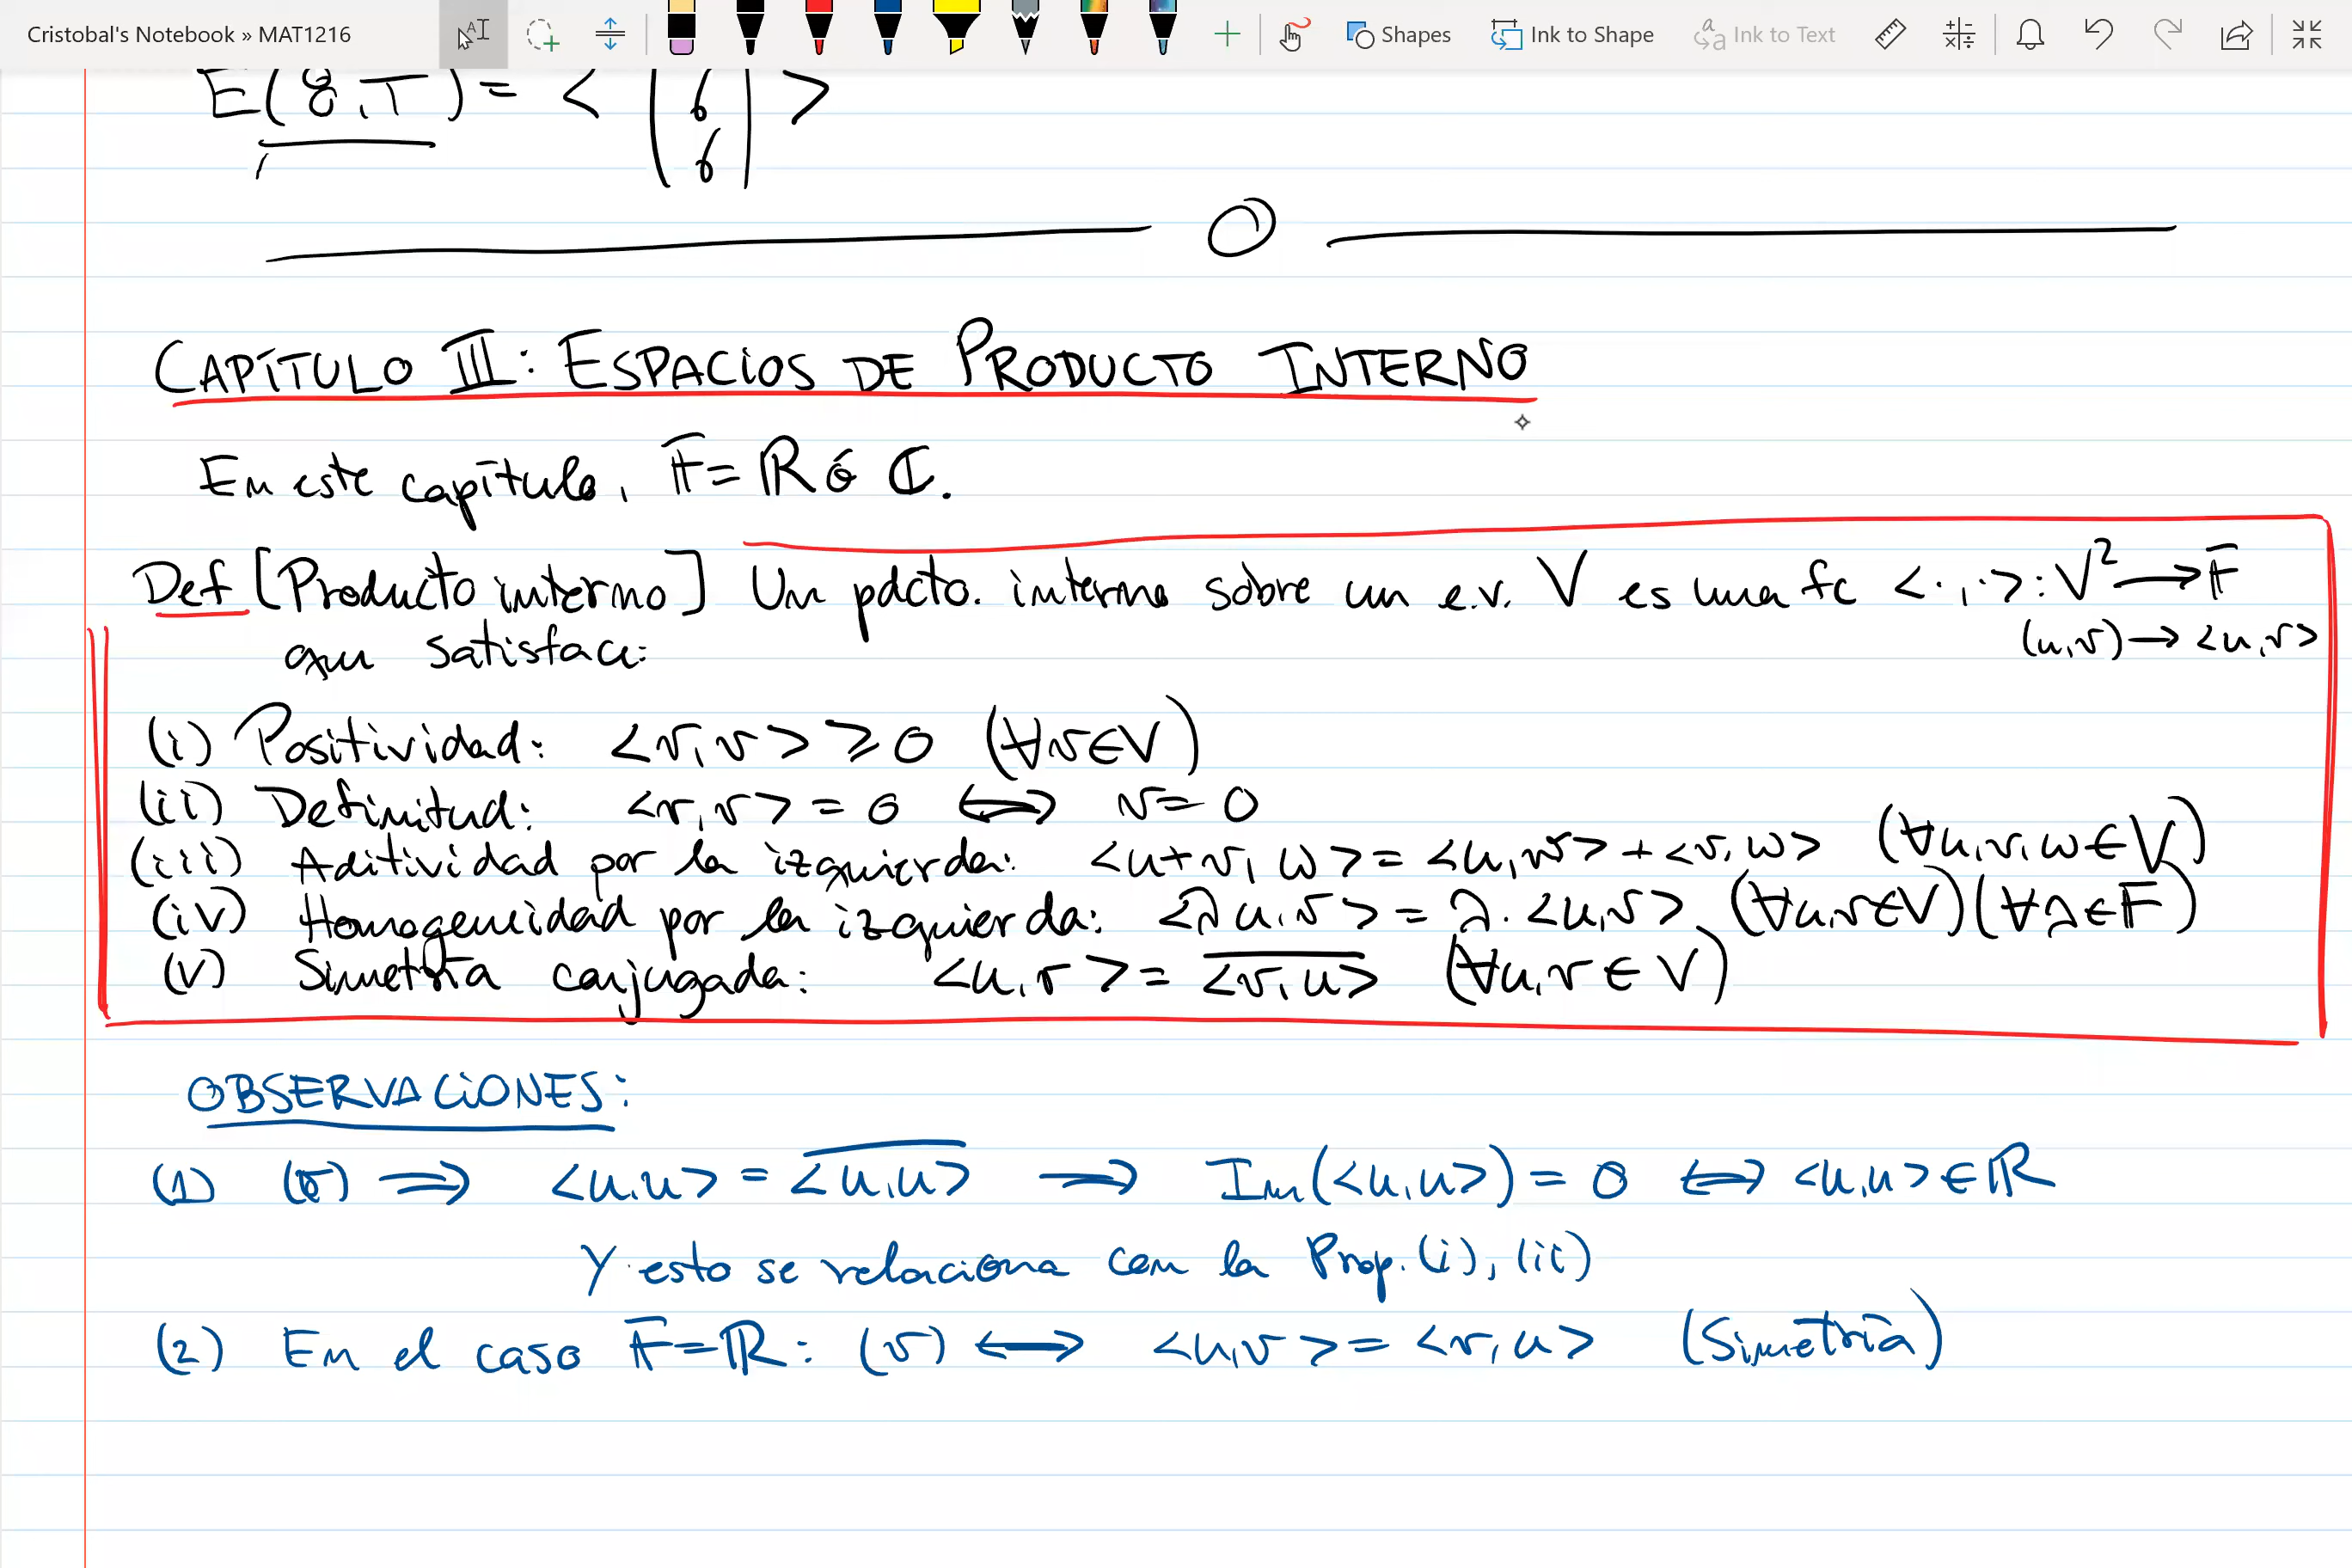 Cristobal's Notebook » MAT1216
Shapes Ink to Shape Ink to Text
E(8,T) = < (6 6) >
CAPÍTULO III: ESPACIOS DE PRODUCTO INTERNO
En este capítulo, F = ℝ ó ℂ.
Def [Producto interno] Un pdcto. interno sobre un e.v. V es una fc <·,·>: V² → F
(u,v) → <u,v>
que satisface:
(i) Positividad: <v,v> ≥ 0 (∀v∈V)
(ii) Definitud: <v,v> = 0 ⟺ v = 0
(iii) Aditividad por la izquierda: <u+v, w> = <u,w> + <v,w> (∀u,v,w∈V)
(iv) Homogeneidad por la izquierda: <λu,v> = λ·<u,v> (∀u,v∈V)(∀λ∈F)
(v) Simetría conjugada: <u,v> = \overline{<v,u>} (∀u,v∈V)
OBSERVACIONES:
(1) (v) ⟹ <u,u> = \overline{<u,u>} ⟹ Im(<u,u>) = 0 ⟺ <u,u>∈ℝ
Y esto se relaciona con la Prop. (i), (ii)
(2) En el caso F = ℝ: (v) ⟺ <u,v> = <v,u> (Simetría)